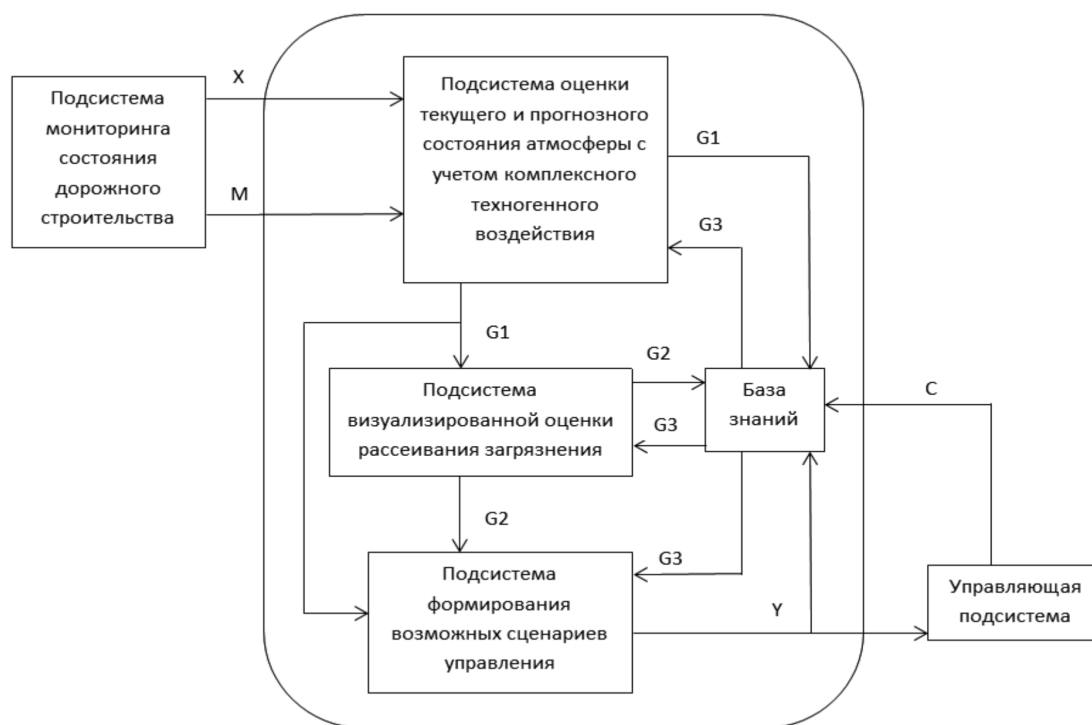 Подсистема
мониторинга
состояния
дорожного
строительства
X
M
Подсистема оценки
текущего и прогнозного
состояния атмосферы с
учетом комплексного
техногенного
воздействия
G1
G3
G1
Подсистема
визуализированной оценки
рассеивания загрязнения
G2
G3
База
знаний
C
G2
G3
Подсистема
формирования
возможных сценариев
управления
Y
Управляющая
подсистема